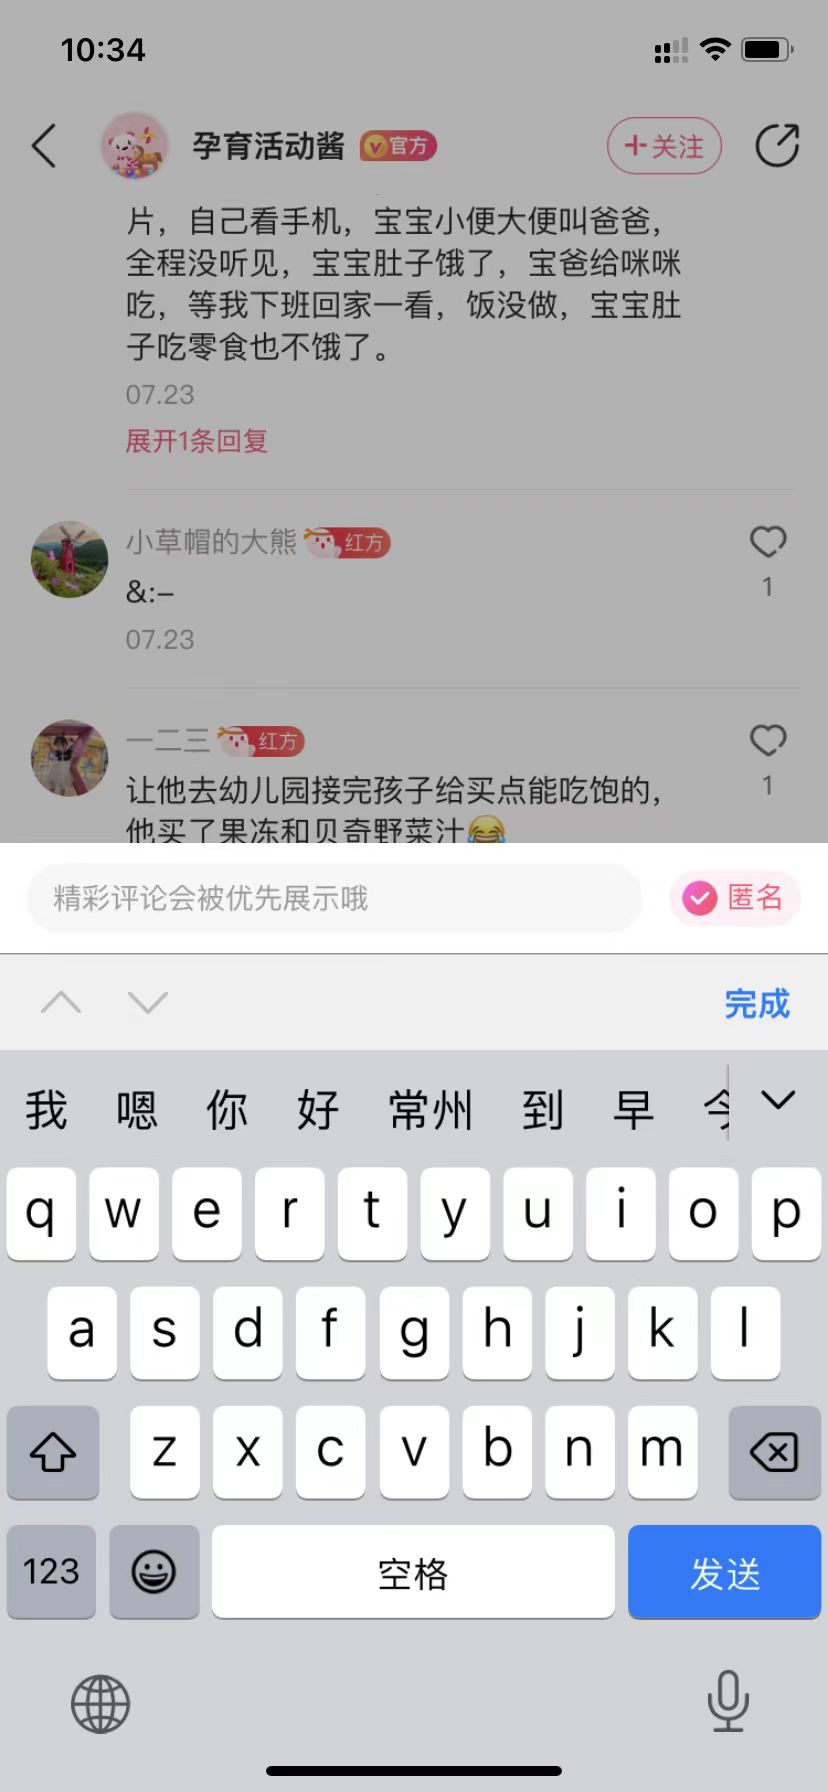 10:34
孕育活动酱 官方 +关注
片，自己看手机，宝宝小便大便叫爸爸，
全程没听见，宝宝肚子饿了，宝爸给咪咪
吃，等我下班回家一看，饭没做，宝宝肚
子吃零食也不饿了。
07.23
展开1条回复
小草帽的大熊 红方
&:–
1
07.23
一二三 红方
1
让他去幼儿园接完孩子给买点能吃饱的，
他买了果冻和贝奇野菜汁😂
精彩评论会被优先展示哦 匿名
完成
我 嗯 你 好 常州 到 早 今
q w e r t y u i o p
a s d f g h j k l
z x c v b n m
123 空格 发送